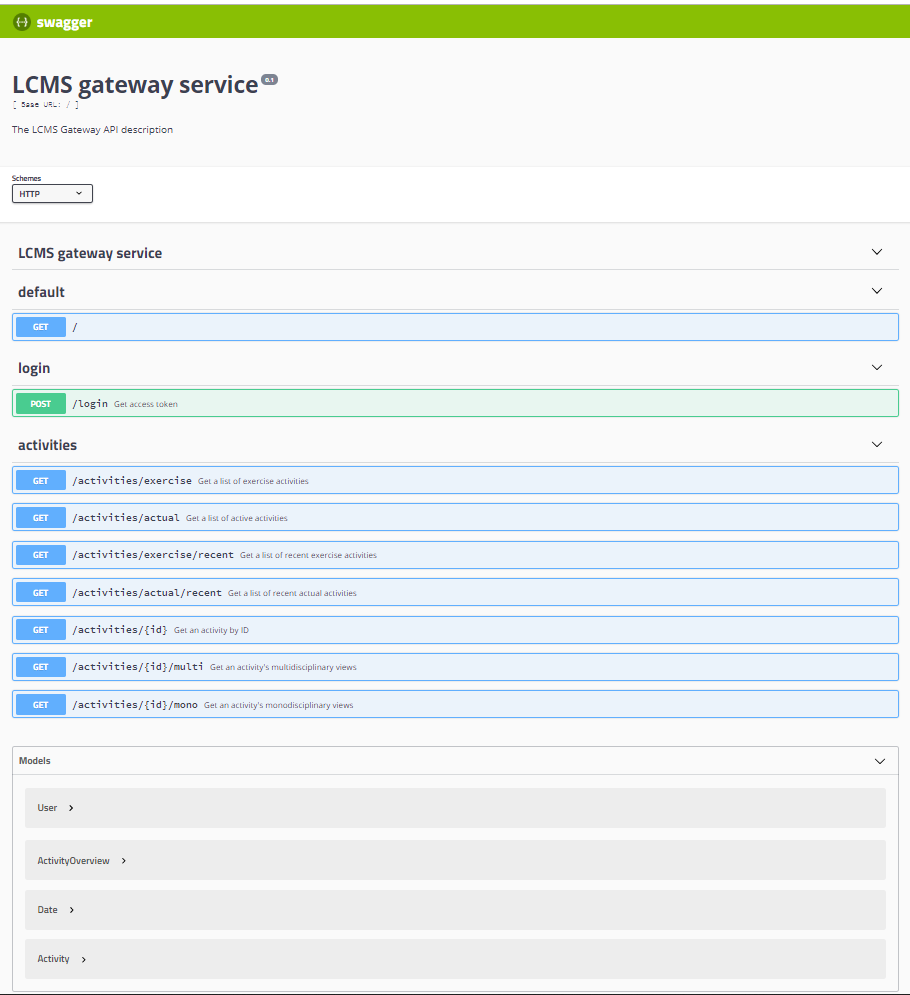 {···} swagger
LCMS gateway service 0.1
[ Base URL: / ]
The LCMS Gateway API description
Schemes
HTTP
LCMS gateway service
default
GET /
login
POST /login Get access token
activities
GET /activities/exercise Get a list of exercise activities
GET /activities/actual Get a list of active activities
GET /activities/exercise/recent Get a list of recent exercise activities
GET /activities/actual/recent Get a list of recent actual activities
GET /activities/{id} Get an activity by ID
GET /activities/{id}/multi Get an activity's multidisciplinary views
GET /activities/{id}/mono Get an activity's monodisciplinary views
Models
User
ActivityOverview
Date
Activity